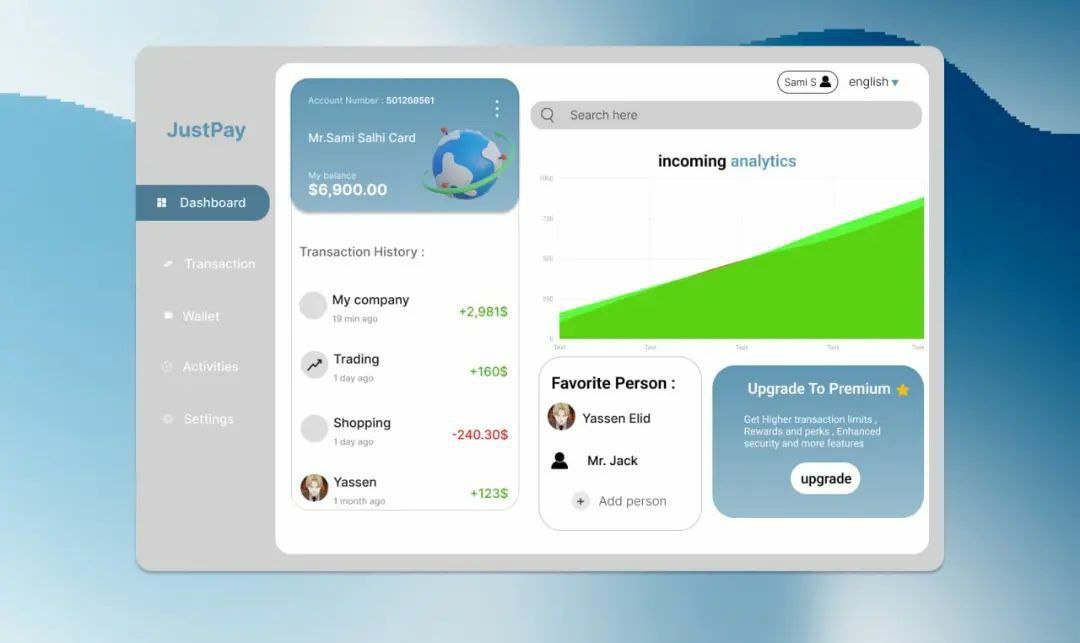 JustPay
Dashboard
Transaction
Wallet
Activities
Settings
Account Number : 501268561
Mr.Sami Salhi Card
My balance
$6,900.00
Transaction History :
My company
19 min ago
+2,981$
Trading
1 day ago
+160$
Shopping
1 day ago
-240.30$
Yassen
1 month ago
+123$
Sami S
english
Search here
incoming analytics
1000
750
500
250
0
Text
Text
Text
Text
Text
Favorite Person :
Yassen Elid
Mr. Jack
+ Add person
Upgrade To Premium
Get Higher transaction limits ,
Rewards and perks , Enhanced
security and more features
upgrade